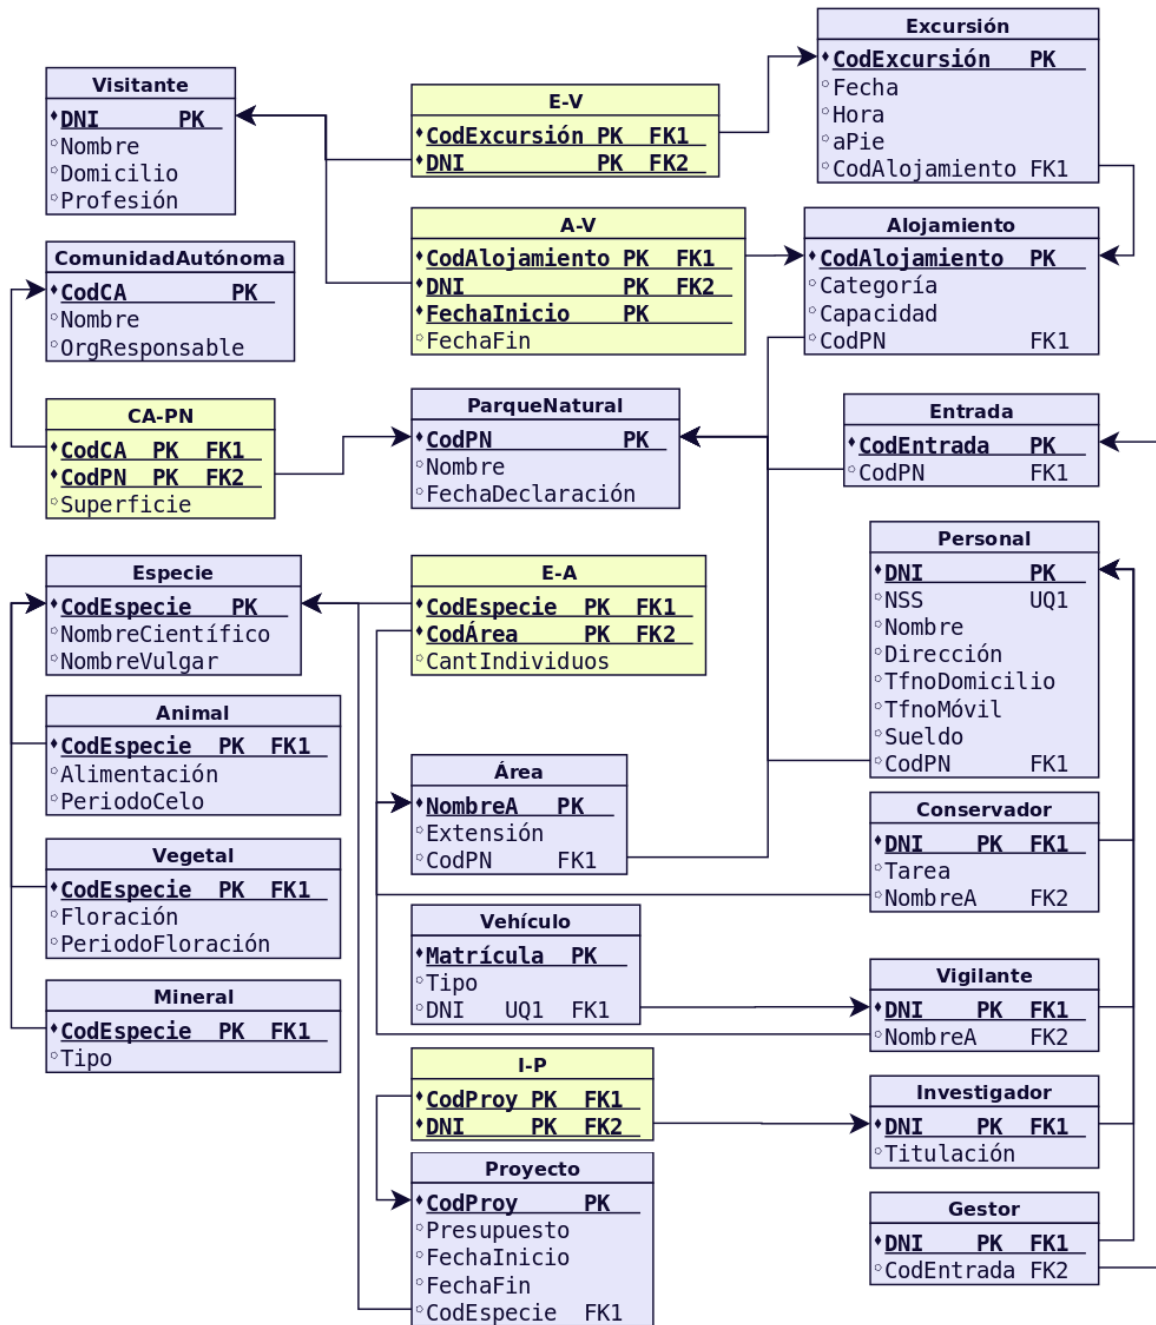 Visitante
DNI PK
Nombre
Domicilio
Profesión
ComunidadAutónoma
CodCA PK
Nombre
OrgResponsable
CA-PN
CodCA PK FK1
CodPN PK FK2
Superficie
Especie
CodEspecie PK
NombreCientífico
NombreVulgar
Animal
CodEspecie PK FK1
Alimentación
PeriodoCelo
Vegetal
CodEspecie PK FK1
Floración
PeriodoFloración
Mineral
CodEspecie PK FK1
Tipo
E-V
CodExcursión PK FK1
DNI PK FK2
A-V
CodAlojamiento PK FK1
DNI PK FK2
FechaInicio PK
FechaFin
ParqueNatural
CodPN PK
Nombre
FechaDeclaración
E-A
CodEspecie PK FK1
CodÁrea PK FK2
CantIndividuos
Área
NombreA PK
Extensión
CodPN FK1
Vehículo
Matrícula PK
Tipo
DNI UQ1 FK1
I-P
CodProy PK FK1
DNI PK FK2
Proyecto
CodProy PK
Presupuesto
FechaInicio
FechaFin
CodEspecie FK1
Excursión
CodExcursión PK
Fecha
Hora
aPie
CodAlojamiento FK1
Alojamiento
CodAlojamiento PK
Categoría
Capacidad
CodPN FK1
Entrada
CodEntrada PK
CodPN FK1
Personal
DNI PK
NSS UQ1
Nombre
Dirección
TfnoDomicilio
TfnoMóvil
Sueldo
CodPN FK1
Conservador
DNI PK FK1
Tarea
NombreA FK2
Vigilante
DNI PK FK1
NombreA FK2
Investigador
DNI PK FK1
Titulación
Gestor
DNI PK FK1
CodEntrada FK2